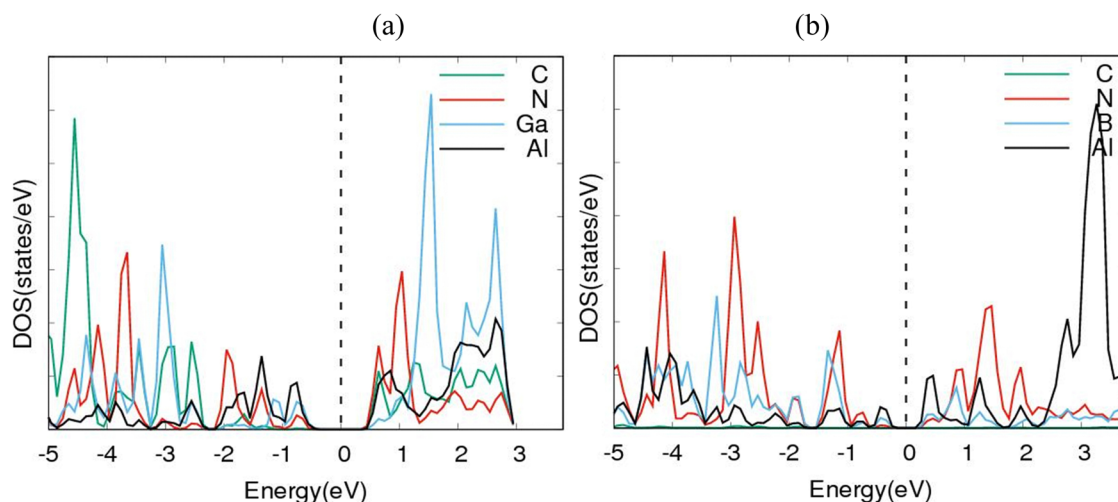 (a)
(b)
C
N
Ga
Al
DOS(states/eV)
-5 -4 -3 -2 -1 0 1 2 3
Energy(eV)
C
N
B
Al
DOS(states/eV)
-5 -4 -3 -2 -1 0 1 2 3
Energy(eV)